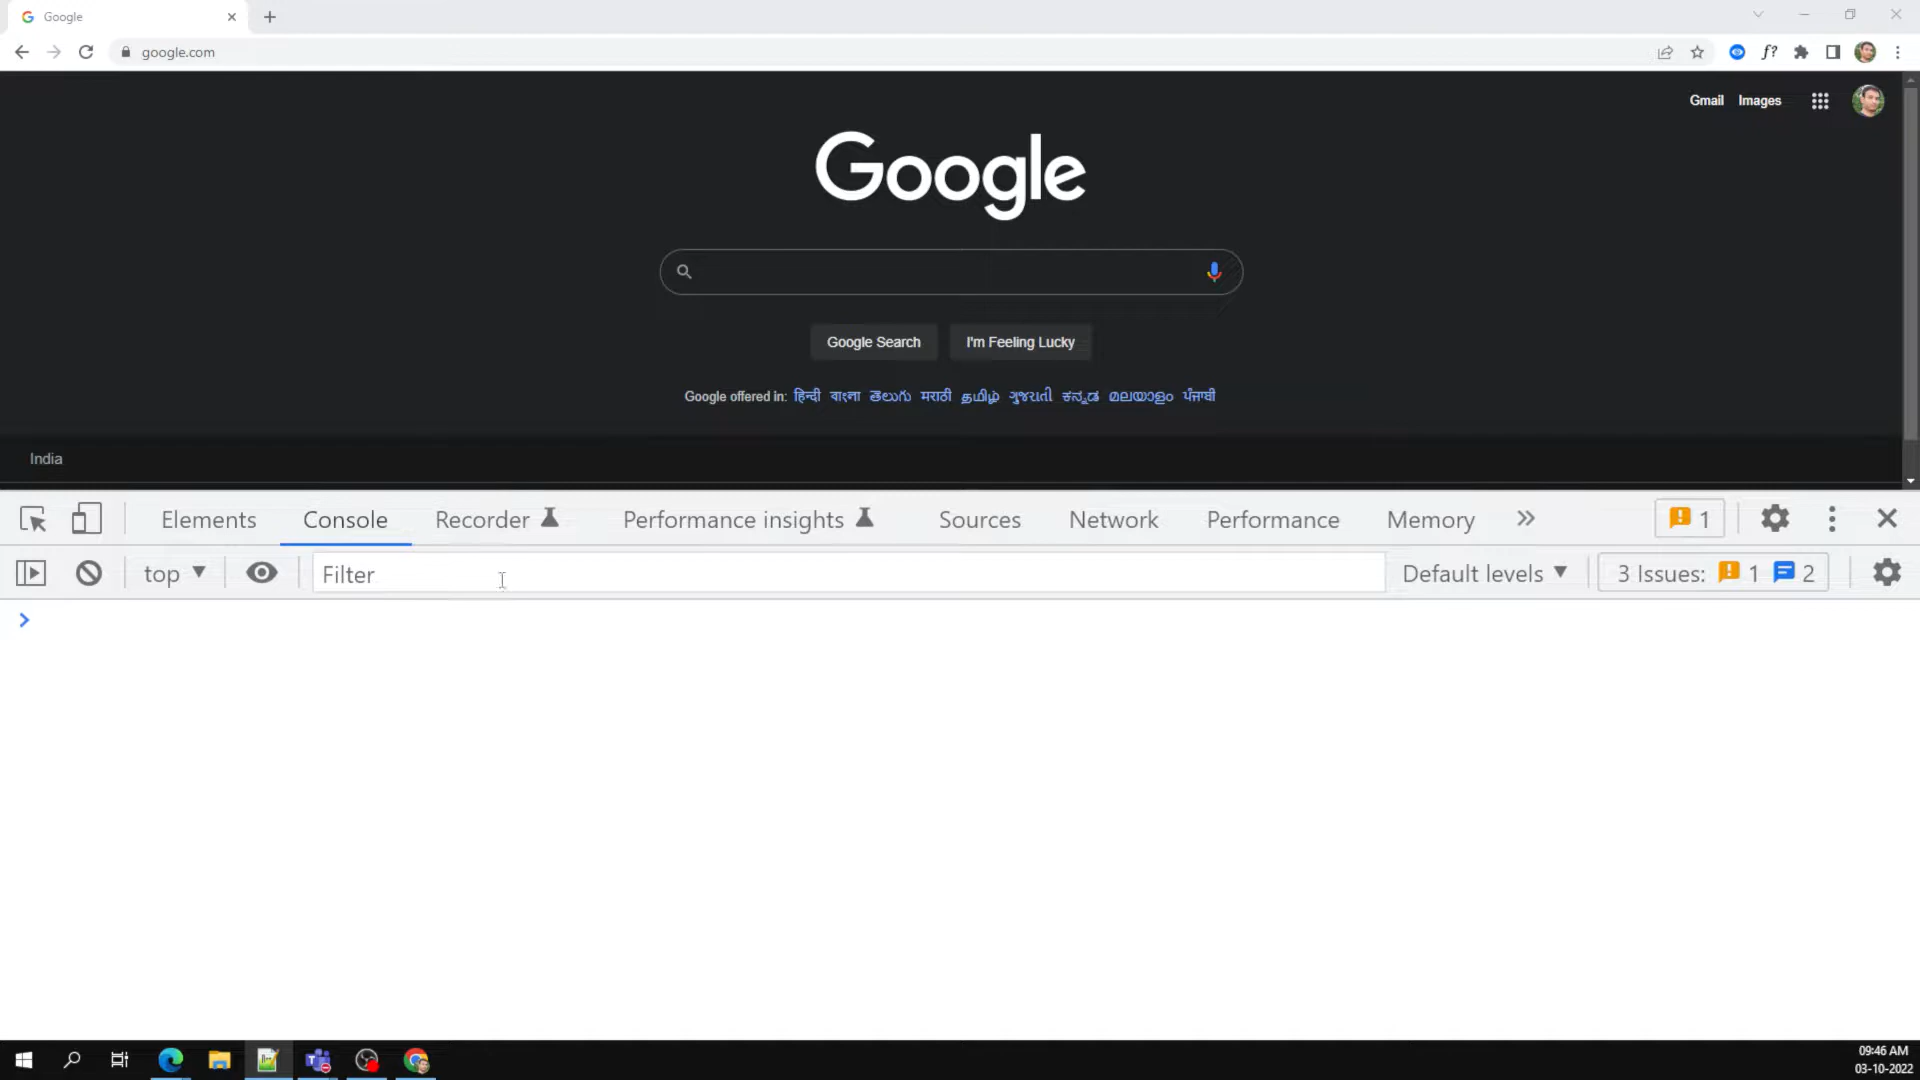 Google
google.com
f?
Gmail Images
Google
Google Search I'm Feeling Lucky
Google offered in: हिन्दी বাংলা తెలుగు मराठी தமிழ் ગુજરાતી ಕನ್ನಡ മലയാളം ਪੰਜਾਬੀ
India
Elements Console Recorder Performance insights Sources Network Performance Memory 1
top Filter Default levels 3 Issues: 1 2
09:46 AM
03-10-2022